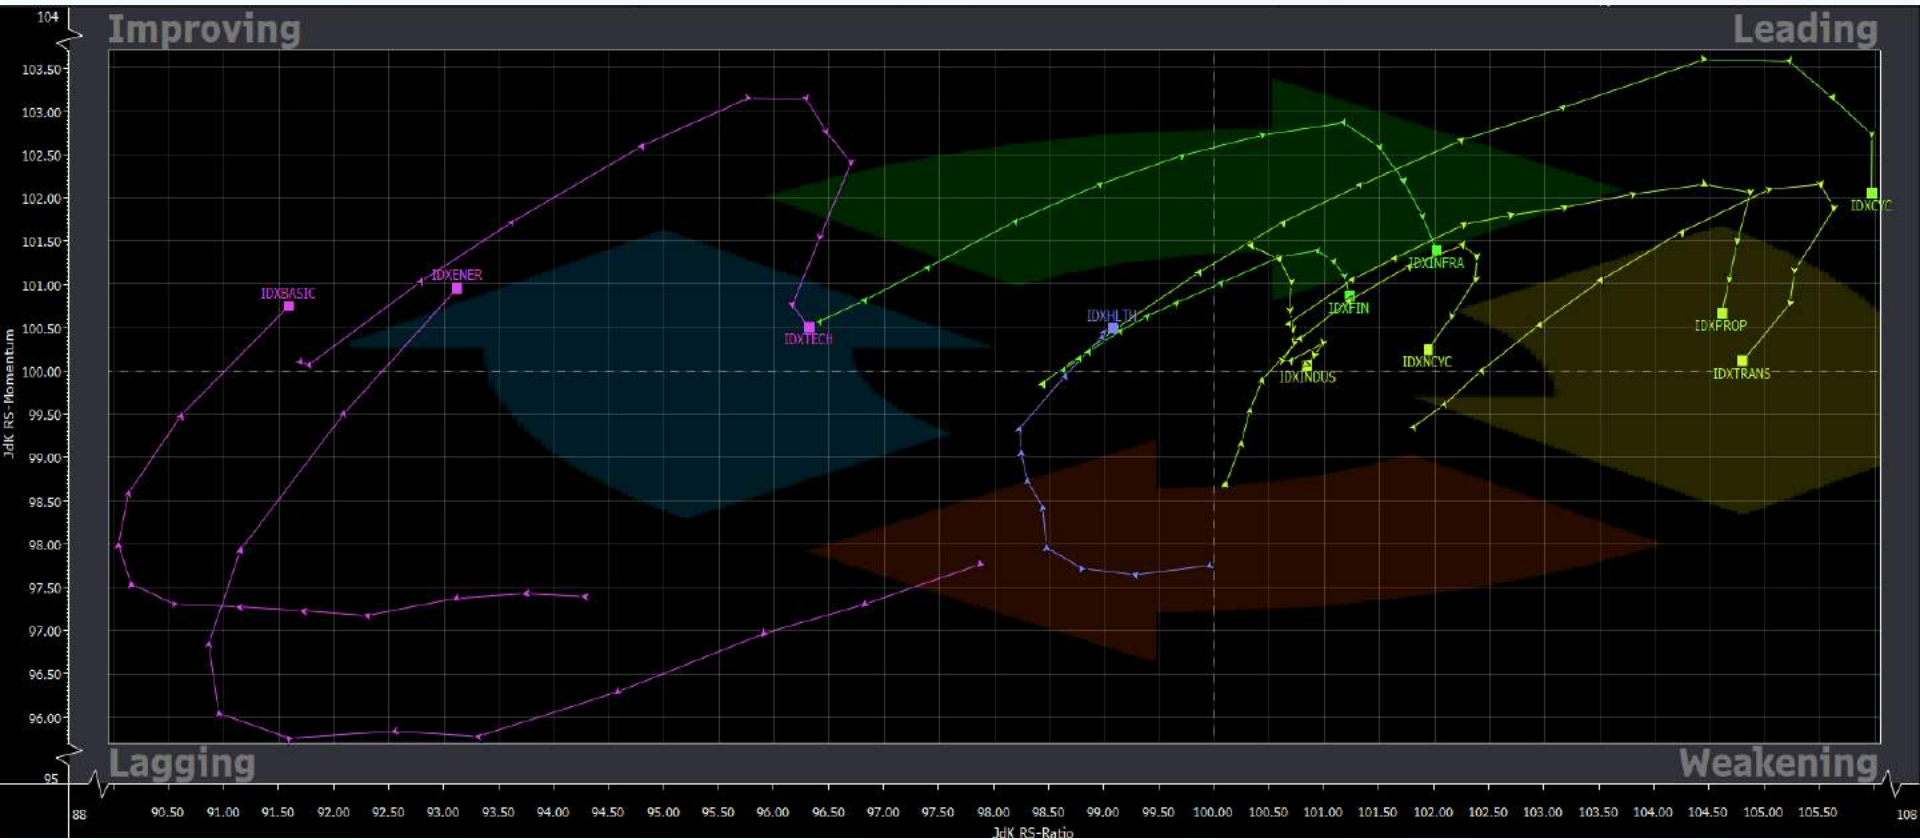 Improving
Leading
104
103.50
103.00
102.50
102.00
101.50
101.00
100.50
100.00
99.50
99.00
98.50
98.00
97.50
97.00
96.50
96.00
95
JdK RS-Momentum
IDXCYC
IDXINFRA
IDXENER
IDXBASIC
IDXFIN
IDXHLTH
IDXPROP
IDXTECH
IDXNCYC
IDXTRANS
IDXINDUS
Lagging
Weakening
88 90.50 91.00 91.50 92.00 92.50 93.00 93.50 94.00 94.50 95.00 95.50 96.00 96.50 97.00 97.50 98.00 98.50 99.00 99.50 100.00 100.50 101.00 101.50 102.00 102.50 103.00 103.50 104.00 104.50 105.00 105.50 108
JdK RS-Ratio